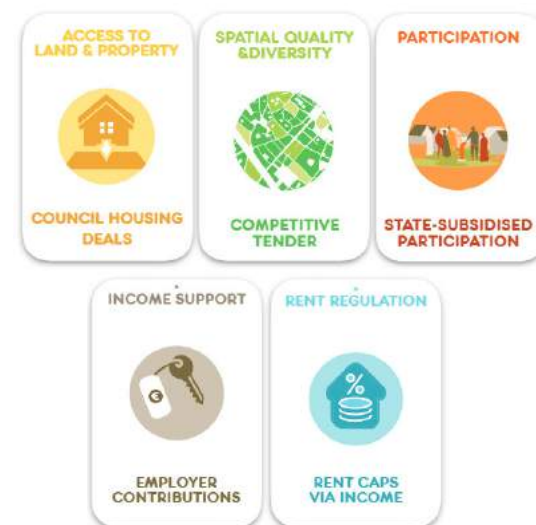 ACCESS TO
LAND & PROPERTY
COUNCIL HOUSING
DEALS
SPATIAL QUALITY
&DIVERSITY
COMPETITIVE
TENDER
PARTICIPATION
STATE-SUBSIDISED
PARTICIPATION
INCOME SUPPORT
€
EMPLOYER
CONTRIBUTIONS
RENT REGULATION
%
RENT CAPS
VIA INCOME